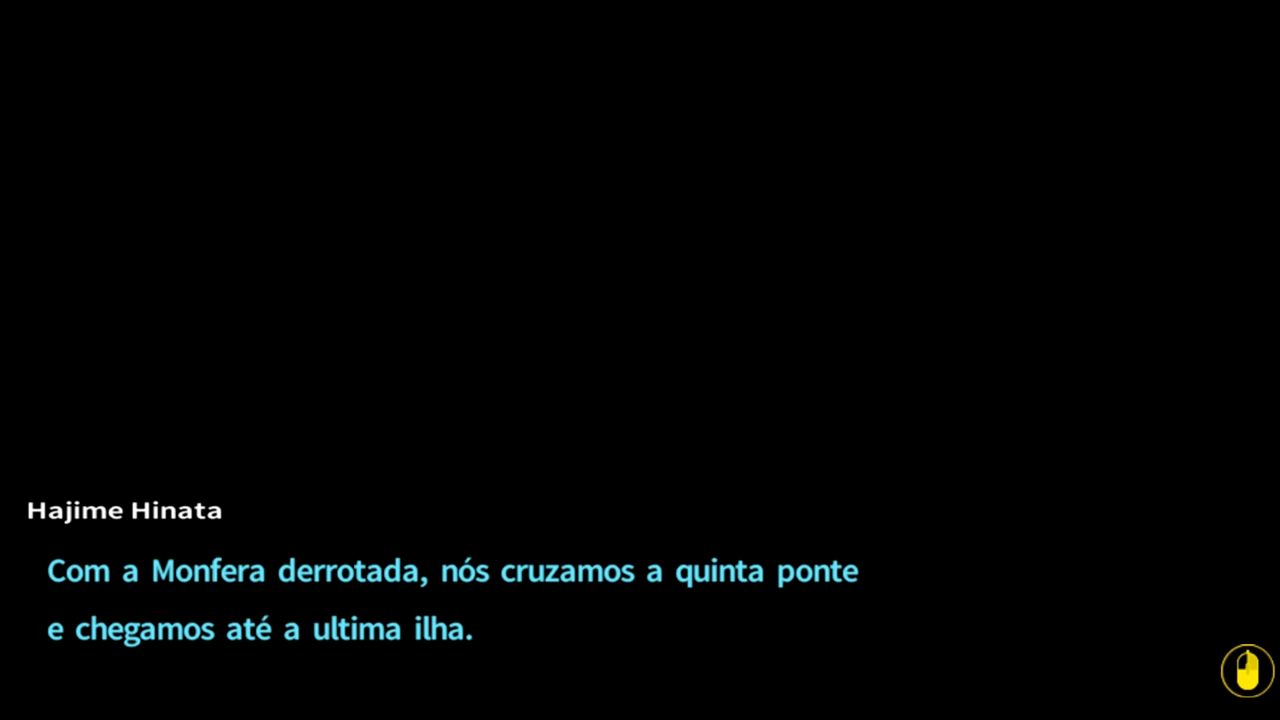 Hajime Hinata
Com a Monfera derrotada, nós cruzamos a quinta ponte
e chegamos até a ultima ilha.